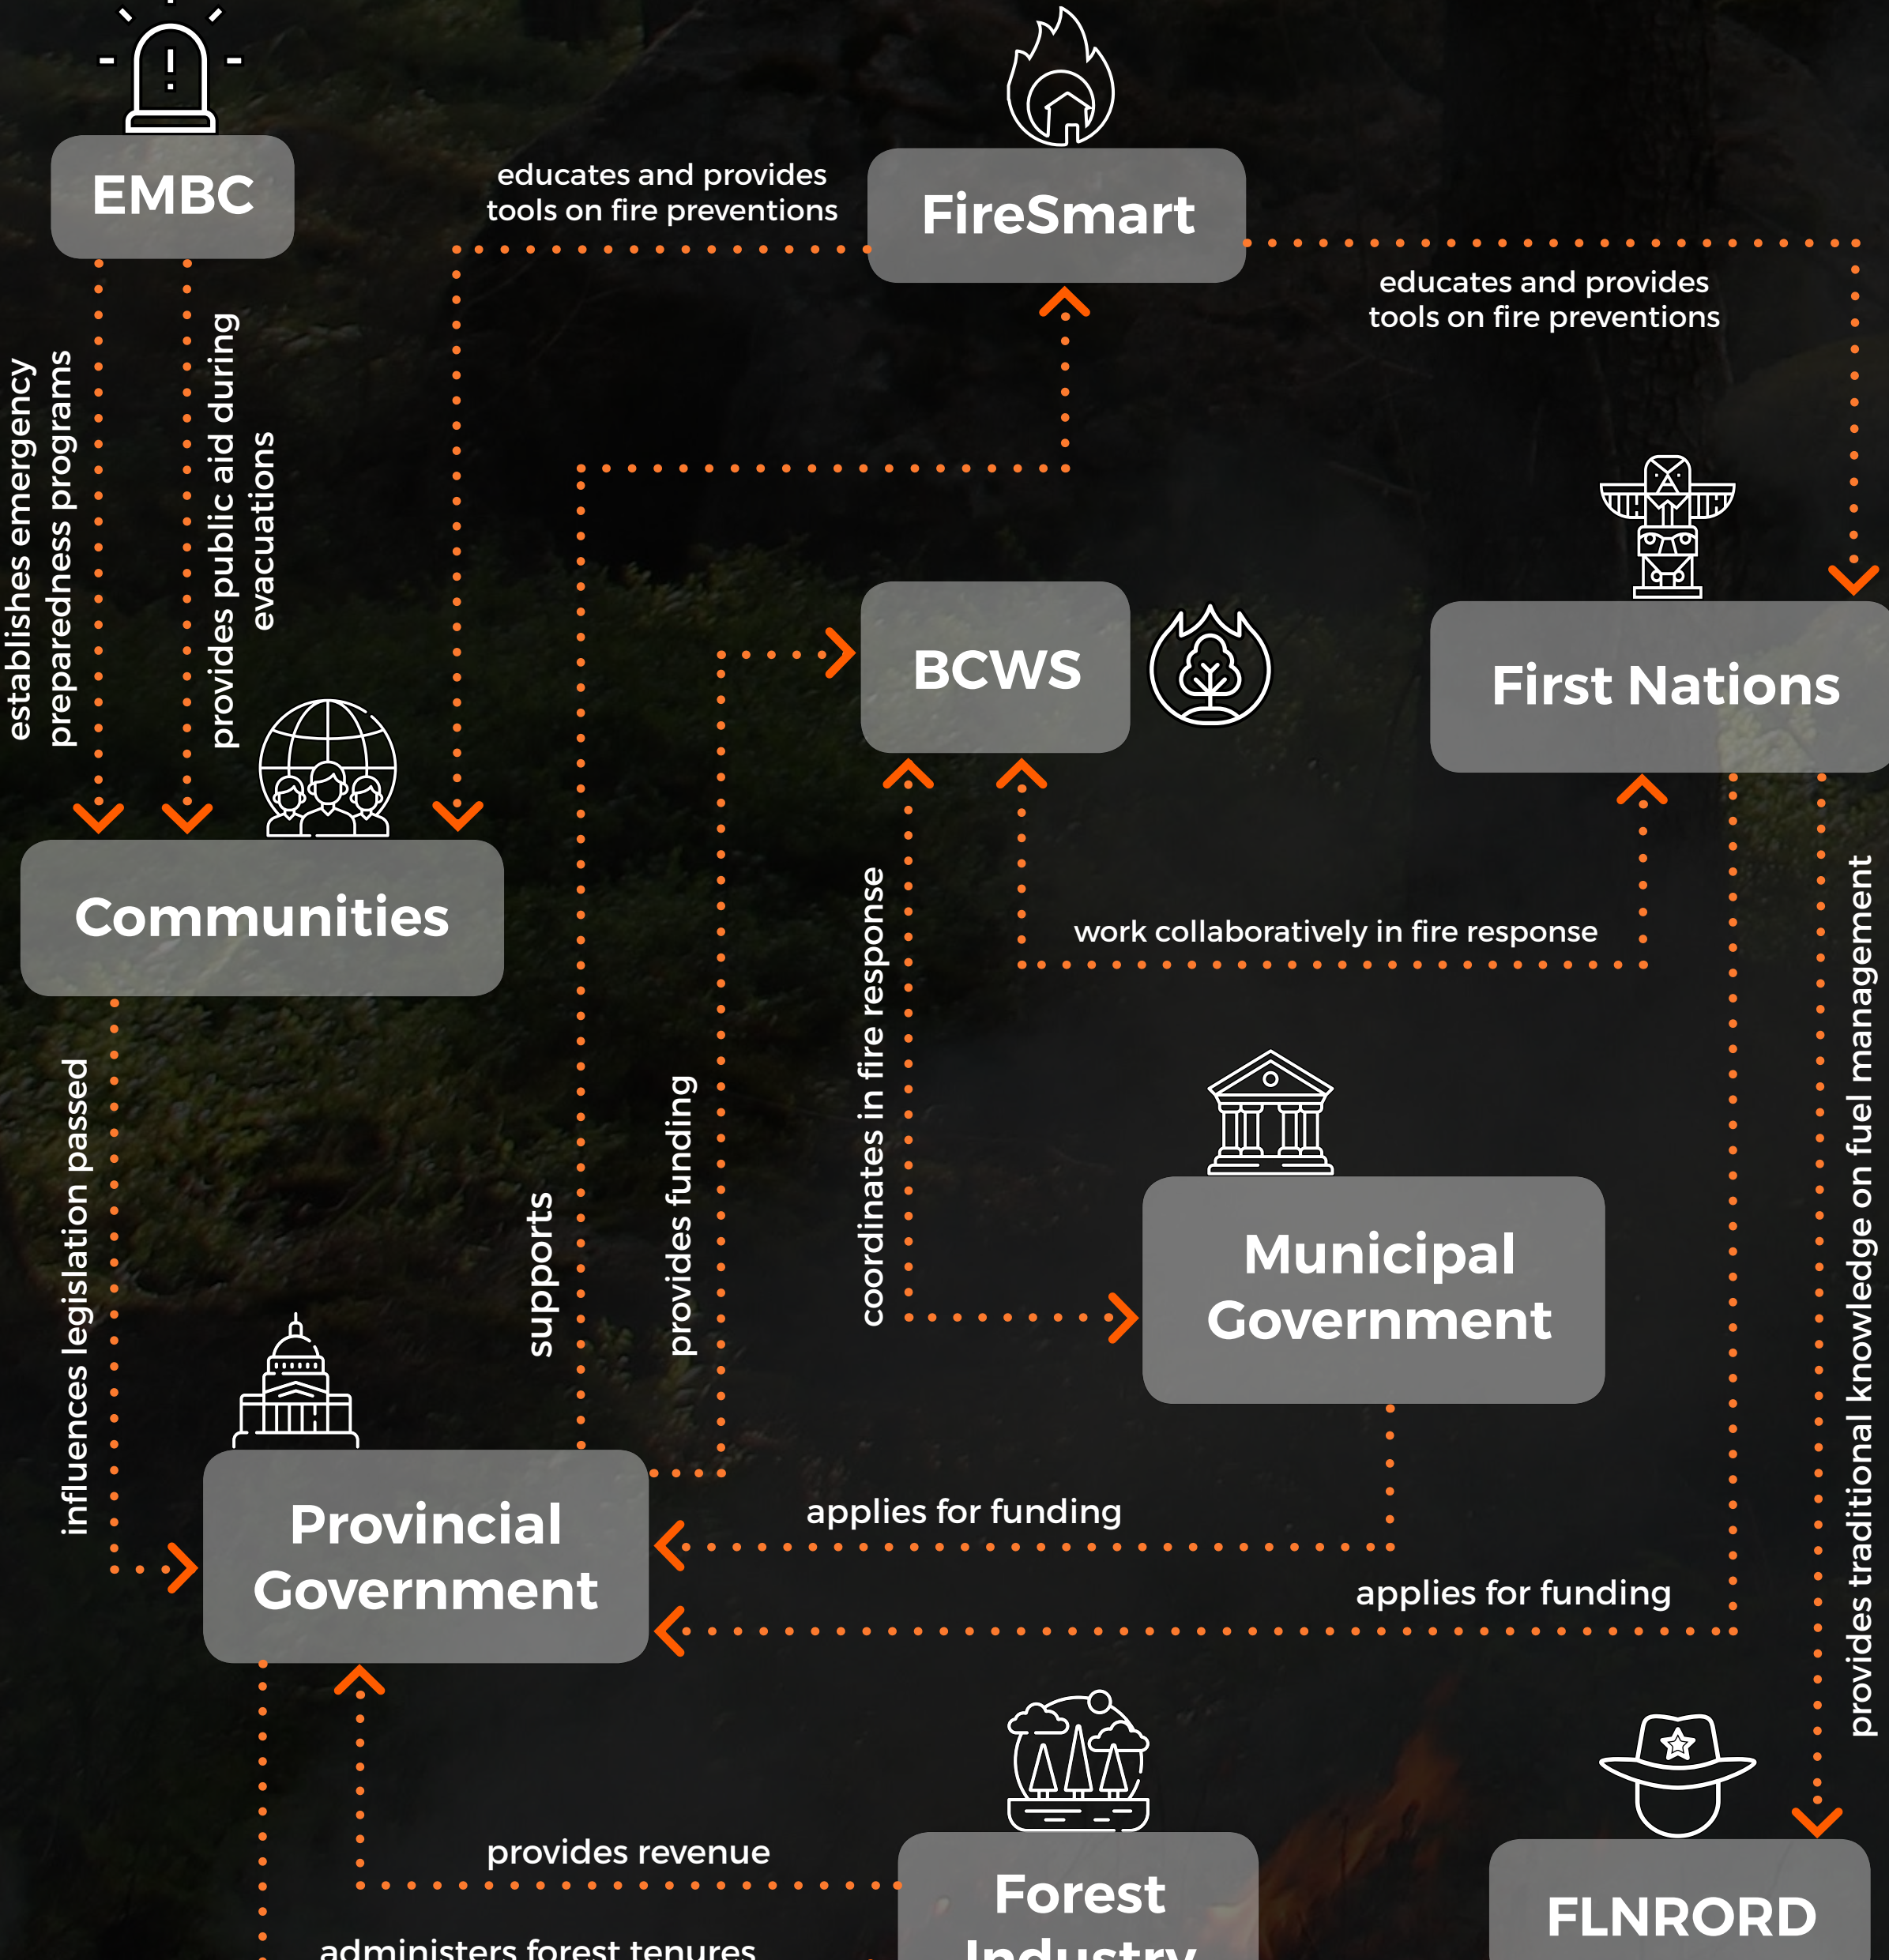 EMBC
educates and provides
tools on fire preventions
FireSmart
educates and provides
tools on fire preventions
establishes emergency
preparedness programs
provides public aid during
evacuations
BCWS
First Nations
Communities
work collaboratively in fire response
coordinates in fire response
provides traditional knowledge on fuel management
influences legislation passed
supports
provides funding
Municipal
Government
Provincial
Government
applies for funding
applies for funding
provides revenue
Forest
Industry
FLNRORD
administers forest tenures